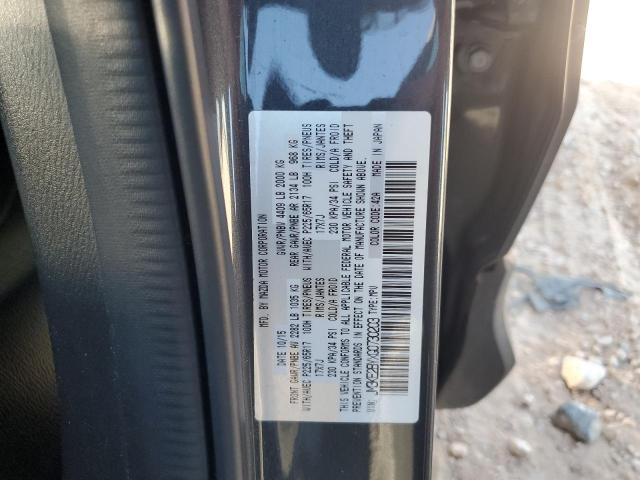 MFD BY MAZDA MOTOR CORPORATION
DATE 10/15 GVWR/PNBV 4409 LB 2000 KG
FRONT GAWR/PNBE AV 2282 LB 1035 KG REAR GAWR/PNBE AR 2134 LB 968 KG
WITH/AVEC P225/65R17 100H TIRES/PNEUS WITH/AVEC P225/65R17 100H TIRES/PNEUS
17X7J RIMS/JANTES 17X7J RIMS/JANTES
230 KPA/34 PSI COLD/A FROID 230 KPA/34 PSI COLD/A FROID
THIS VEHICLE CONFORMS TO ALL APPLICABLE FEDERAL MOTOR VEHICLE SAFETY AND THEFT
PREVENTION STANDARDS IN EFFECT ON THE DATE OF MANUFACTURE SHOWN ABOVE.
TYPE: MPV COLOR CODE: 42A MADE IN JAPAN
VIN: